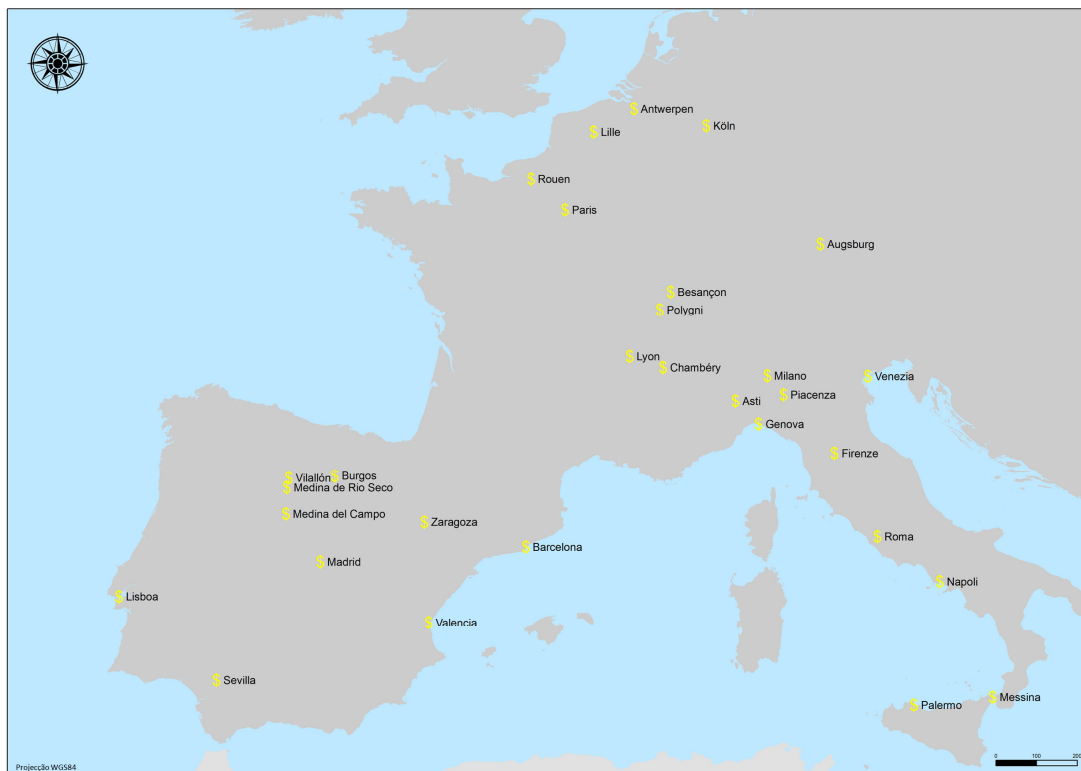 Antwerpen
Köln
Lille
Rouen
Paris
Augsburg
Besançon
Polygni
Lyon
Chambéry
Milano
Venezia
Piacenza
Asti
Genova
Firenze
Vilallón
Burgos
Medina de Rio Seco
Medina del Campo
Zaragoza
Roma
Barcelona
Madrid
Napoli
Lisboa
Valencia
Sevilla
Messina
Palermo
0 100 200
Projecção WGS84